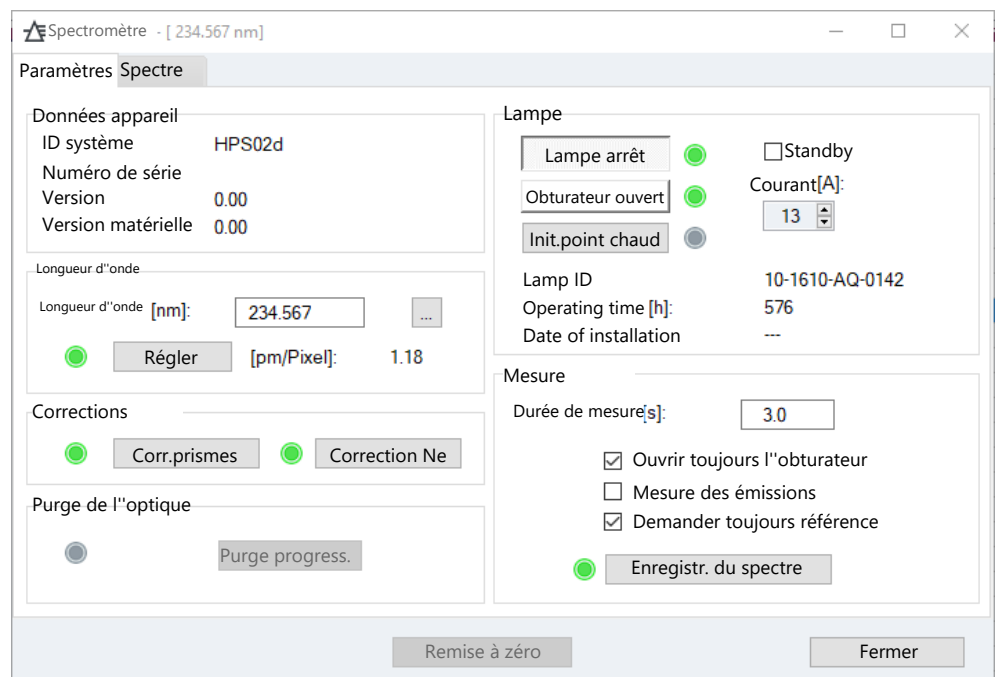 Spectromètre - [ 234.567 nm]
Paramètres Spectre
Données appareil
ID système HPS02d
Numéro de série
Version 0.00
Version matérielle 0.00
Longueur d"onde
Longueur d"onde [nm]: 234.567 ...
Régler [pm/Pixel]: 1.18
Corrections
Corr.prismes Correction Ne
Purge de l"optique
Purge progress.
Lampe
Lampe arrêt Standby
Obturateur ouvert Courant[A]:
13
Init.point chaud
Lamp ID 10-1610-AQ-0142
Operating time [h]: 576
Date of installation ---
Mesure
Durée de mesure[s]: 3.0
Ouvrir toujours l"obturateur
Mesure des émissions
Demander toujours référence
Enregistr. du spectre
Remise à zéro Fermer